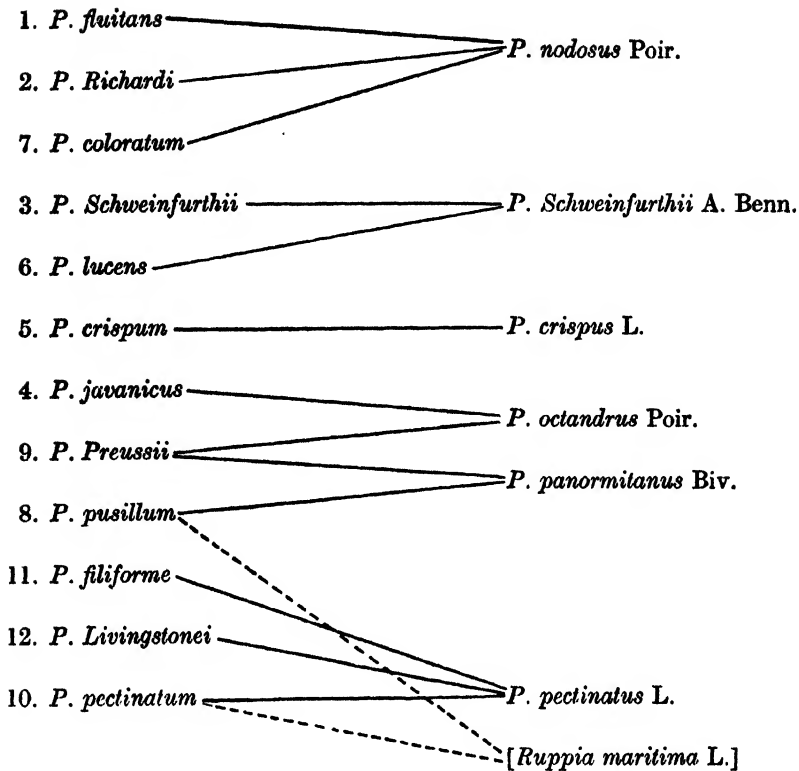 1. P. fluitans
P. nodosus Poir.
2. P. Richardi
7. P. coloratum
3. P. Schweinfurthii
P. Schweinfurthii A. Benn.
6. P. lucens
5. P. crispum
P. crispus L.
4. P. javanicus
P. octandrus Poir.
9. P. Preussii
P. panormitanus Biv.
8. P. pusillum
11. P. filiforme
12. P. Livingstonei
10. P. pectinatum
P. pectinatus L.
[Ruppia maritima L.]